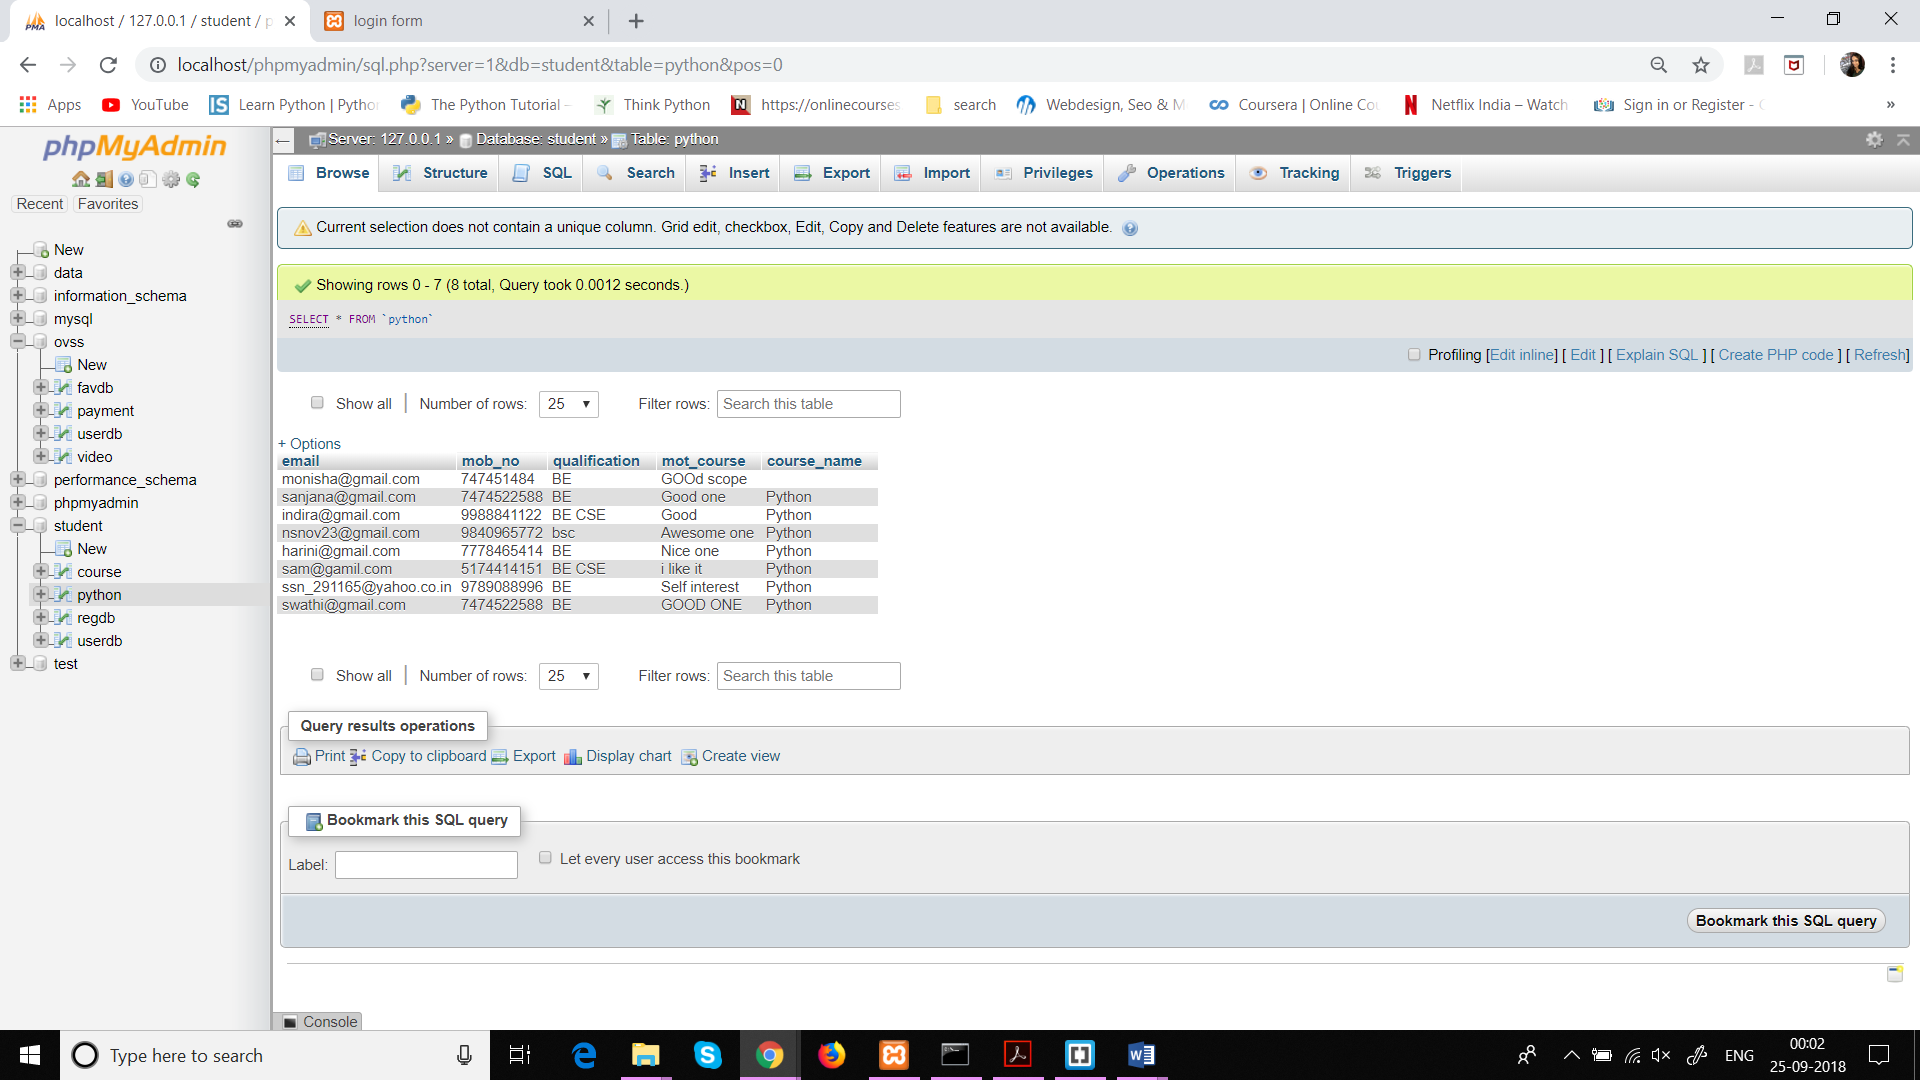 localhost / 127.0.0.1 / student / p
login form
localhost/phpmyadmin/sql.php?server=1&db=student&table=python&pos=0
Apps YouTube Learn Python | Pytho The Python Tutorial Think Python https://onlinecourses search Webdesign, Seo & M Coursera | Online Co Netflix India – Watch Sign in or Register - »
phpMyAdmin
Recent Favorites
New
data
information_schema
mysql
ovss
New
favdb
payment
userdb
video
performance_schema
phpmyadmin
student
New
course
python
regdb
userdb
test
Server: 127.0.0.1 » Database: student » Table: python
Browse Structure SQL Search Insert Export Import Privileges Operations Tracking Triggers
Current selection does not contain a unique column. Grid edit, checkbox, Edit, Copy and Delete features are not available.
Showing rows 0 - 7 (8 total, Query took 0.0012 seconds.)
SELECT * FROM `python`
Profiling [Edit inline] [ Edit ] [ Explain SQL ] [ Create PHP code ] [ Refresh]
Show all | Number of rows: 25 Filter rows: Search this table
+ Options
email mob_no qualification mot_course course_name
monisha@gmail.com 747451484 BE GOOd scope
sanjana@gmail.com 7474522588 BE Good one Python
indira@gmail.com 9988841122 BE CSE Good Python
nsnov23@gmail.com 9840965772 bsc Awesome one Python
harini@gmail.com 7778465414 BE Nice one Python
sam@gamil.com 5174414151 BE CSE i like it Python
ssn_291165@yahoo.co.in 9789088996 BE Self interest Python
swathi@gmail.com 7474522588 BE GOOD ONE Python
Show all | Number of rows: 25 Filter rows: Search this table
Query results operations
Print Copy to clipboard Export Display chart Create view
Bookmark this SQL query
Label: Let every user access this bookmark
Bookmark this SQL query
Console
Type here to search
ENG
00:02
25-09-2018